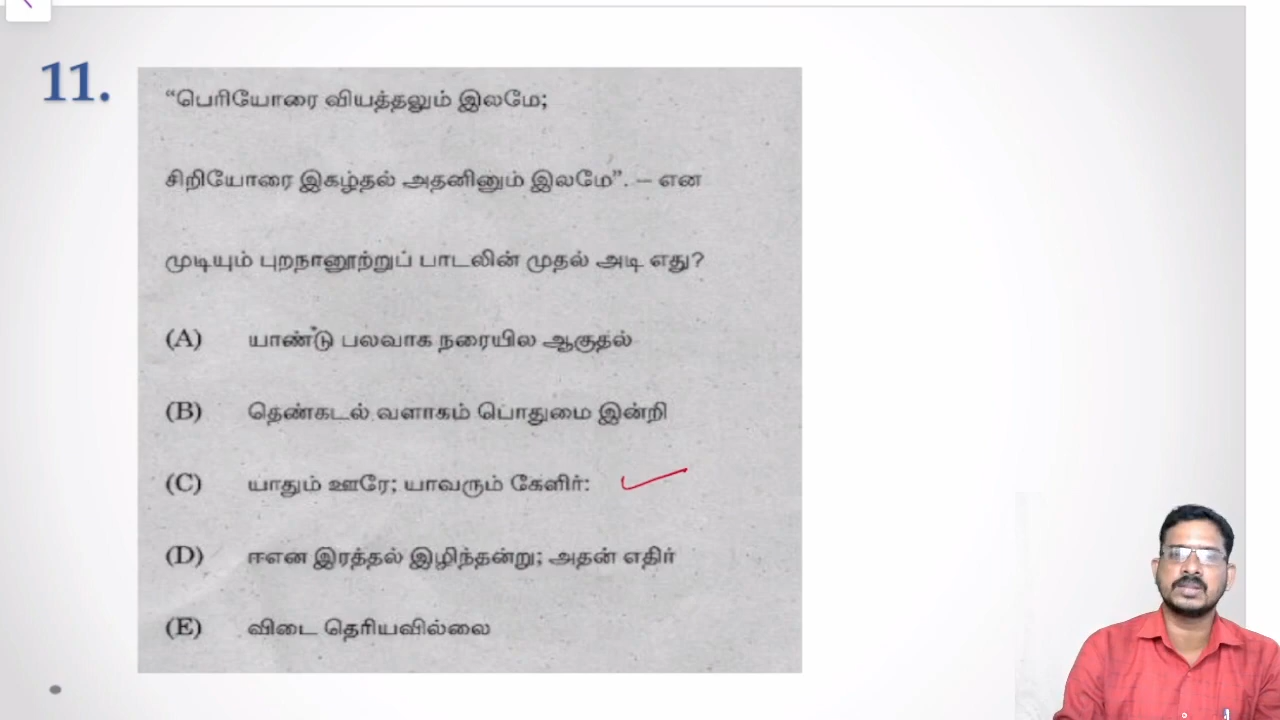 11.
“பெரியோரை வியத்தலும் இலமே;
சிறியோரை இகழ்தல் அதனினும் இலமே”. – என
முடியும் புறநானூற்றுப் பாடலின் முதல் அடி எது?
(A) யாண்டு பலவாக நரையில ஆகுதல்
(B) தெண்கடல் வளாகம் பொதுமை இன்றி
(C) யாதும் ஊரே; யாவரும் கேளிர்:
(D) ஈஎன இரத்தல் இழிந்தன்று; அதன் எதிர்
(E) விடை தெரியவில்லை